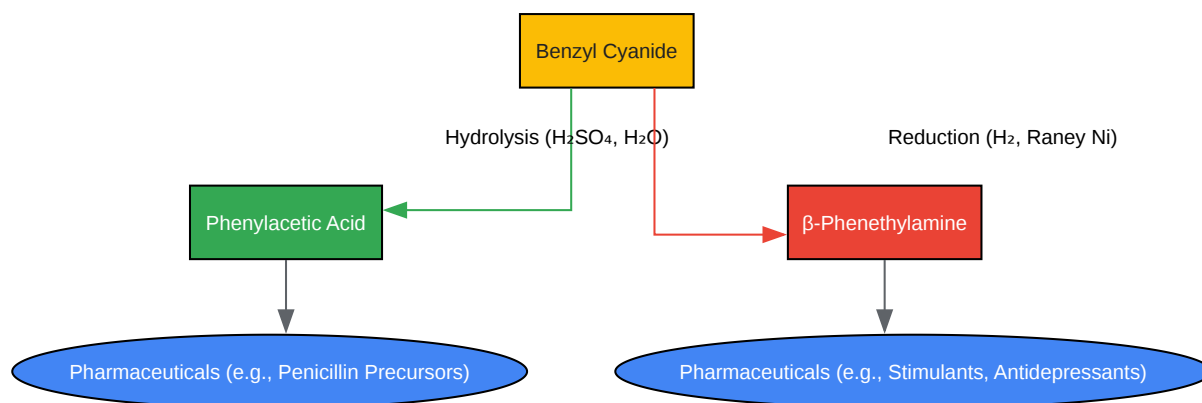 Benzyl Cyanide
Hydrolysis (H₂SO₄, H₂O)
Reduction (H₂, Raney Ni)
Phenylacetic Acid
β-Phenethylamine
Pharmaceuticals (e.g., Penicillin Precursors)
Pharmaceuticals (e.g., Stimulants, Antidepressants)